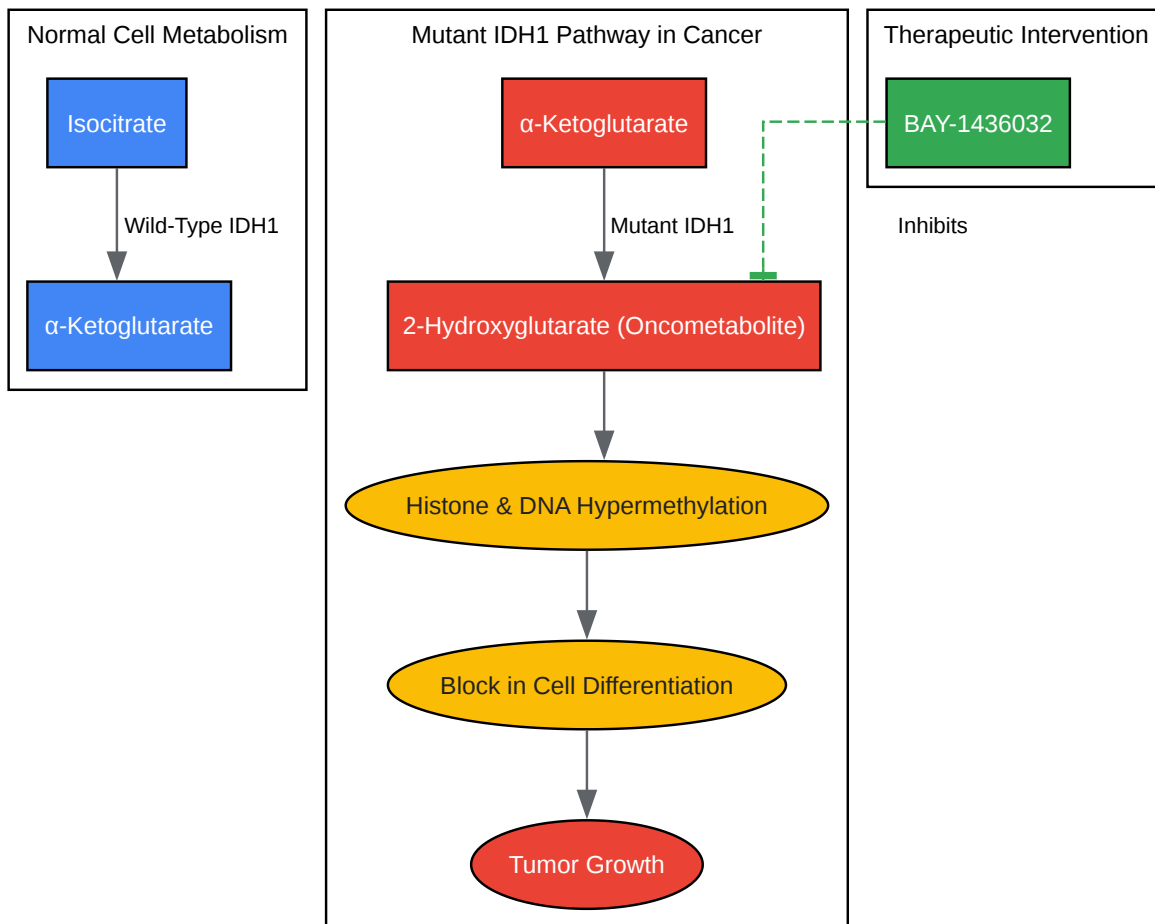 Normal Cell Metabolism
Isocitrate
Wild-Type IDH1
α-Ketoglutarate
Mutant IDH1 Pathway in Cancer
α-Ketoglutarate
Mutant IDH1
2-Hydroxyglutarate (Oncometabolite)
Histone & DNA Hypermethylation
Block in Cell Differentiation
Tumor Growth
Therapeutic Intervention
BAY-1436032
Inhibits